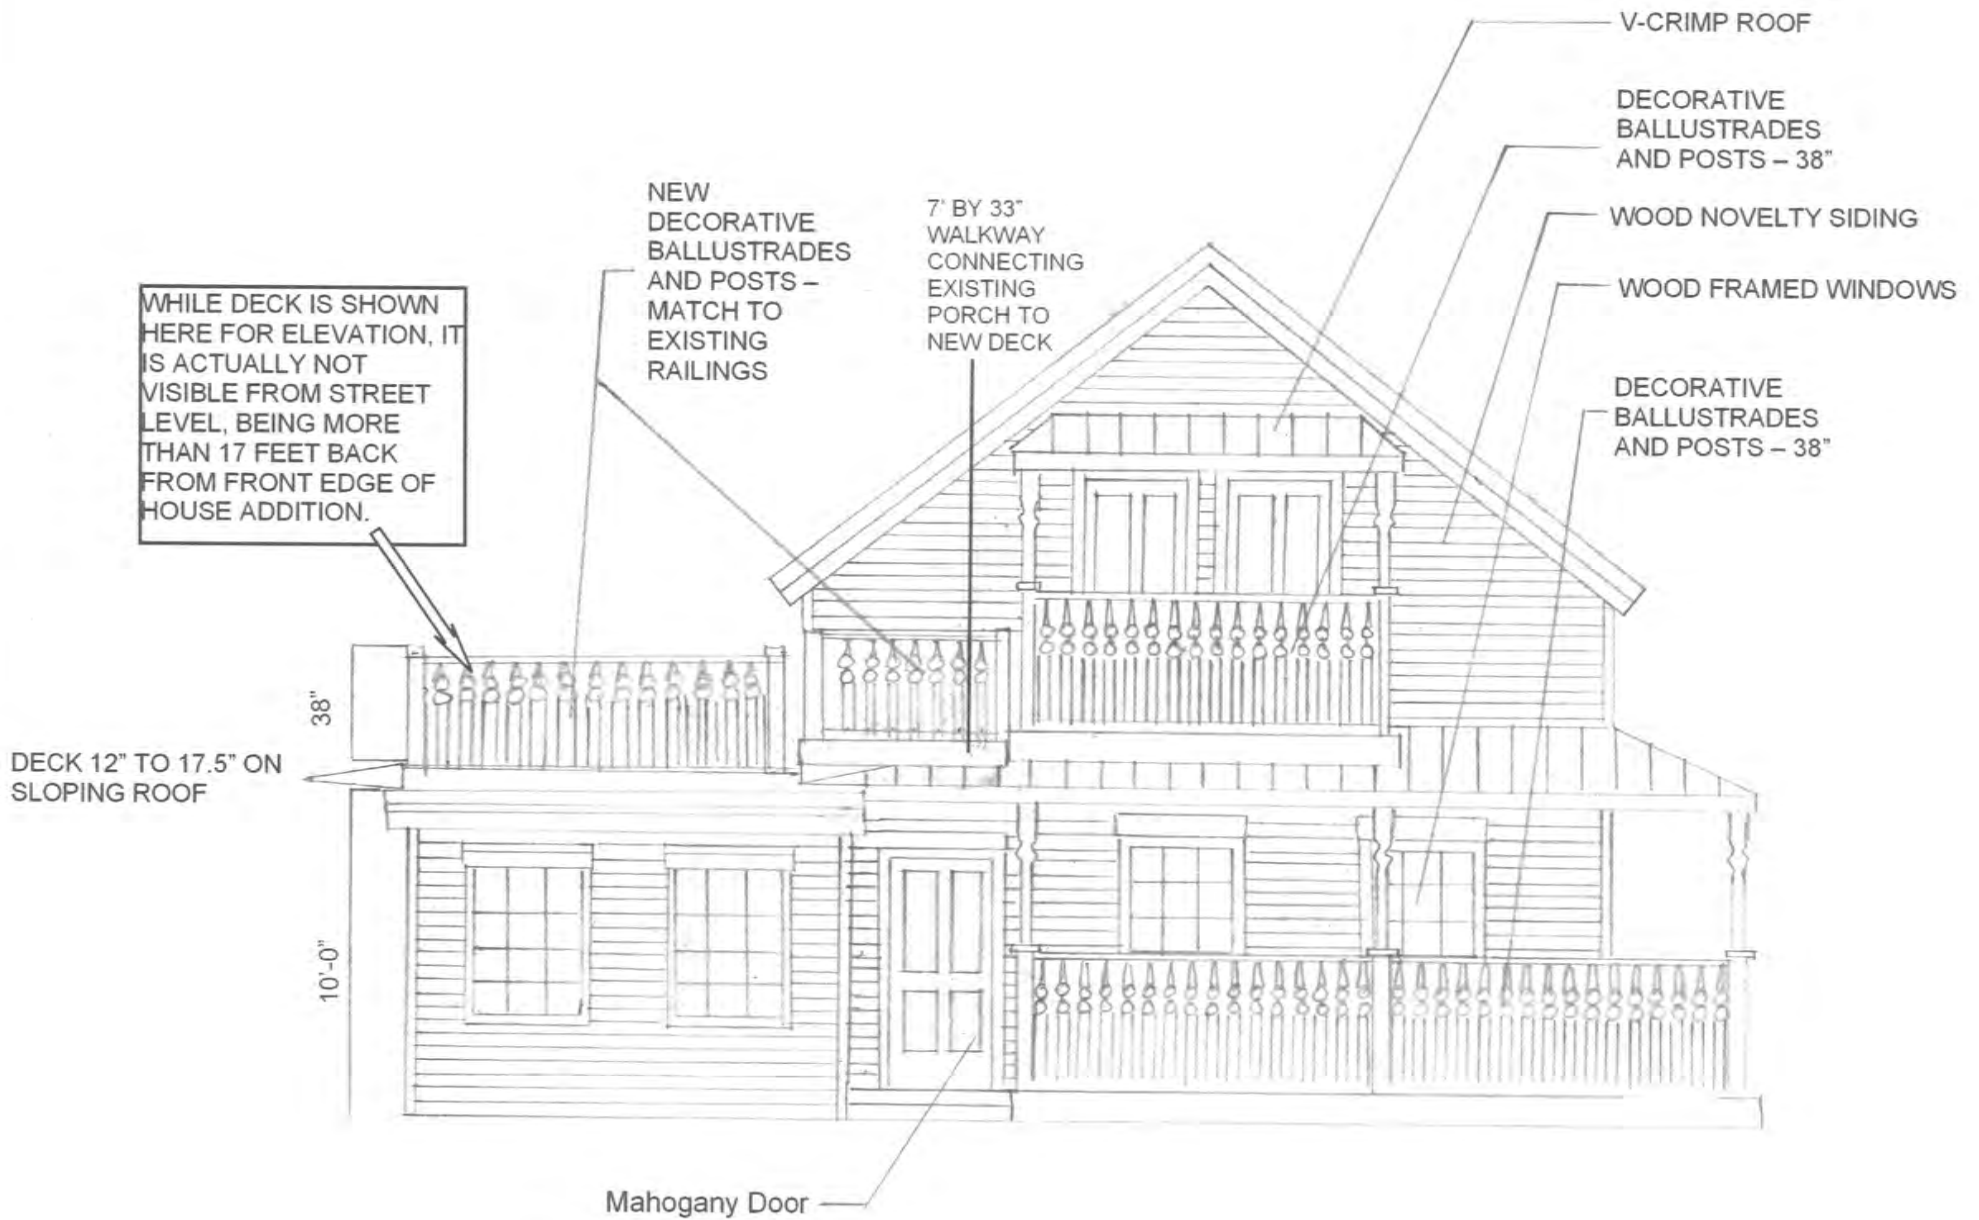 V-CRIMP ROOF
DECORATIVE
BALLUSTRADES
AND POSTS – 38"
WOOD NOVELTY SIDING
WOOD FRAMED WINDOWS
DECORATIVE
BALLUSTRADES
AND POSTS – 38"
NEW
DECORATIVE
BALLUSTRADES
AND POSTS –
MATCH TO
EXISTING
RAILINGS
7' BY 33"
WALKWAY
CONNECTING
EXISTING
PORCH TO
NEW DECK
WHILE DECK IS SHOWN
HERE FOR ELEVATION, IT
IS ACTUALLY NOT
VISIBLE FROM STREET
LEVEL, BEING MORE
THAN 17 FEET BACK
FROM FRONT EDGE OF
HOUSE ADDITION.
38"
DECK 12" TO 17.5" ON
SLOPING ROOF
10'-0"
Mahogany Door